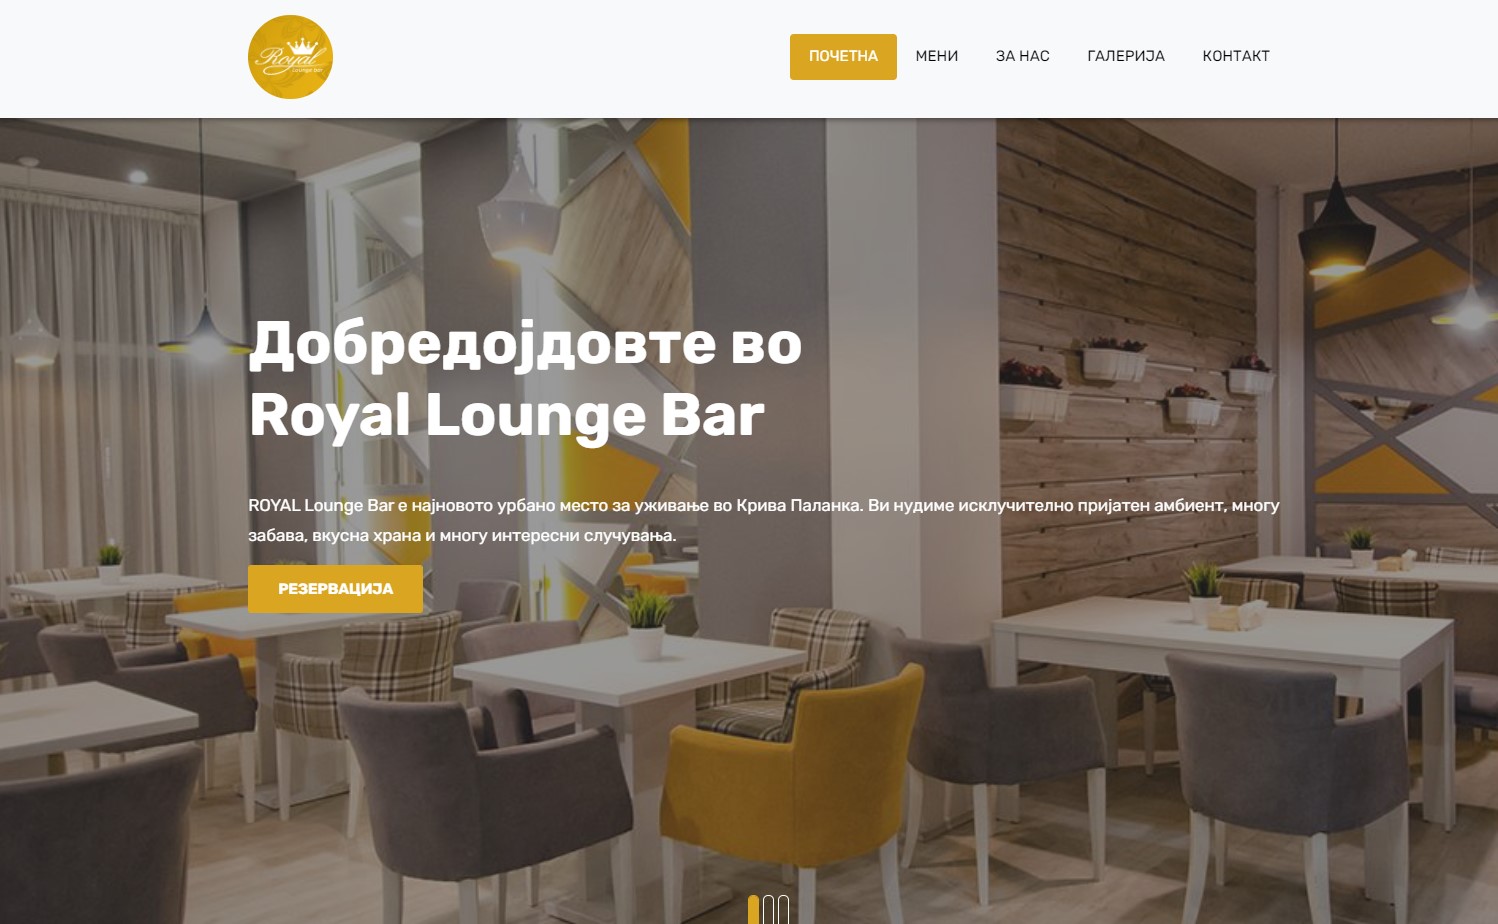 Royal
Lounge bar
ПОЧЕТНА
МЕНИ
ЗА НАС
ГАЛЕРИЈА
КОНТАКТ
Добредојдовте во
Royal Lounge Bar
ROYAL Lounge Bar е најновото урбано место за уживање во Крива Паланка. Ви нудиме исклучително пријатен амбиент, многу
забава, вкусна храна и многу интересни случувања.
РЕЗЕРВАЦИЈА